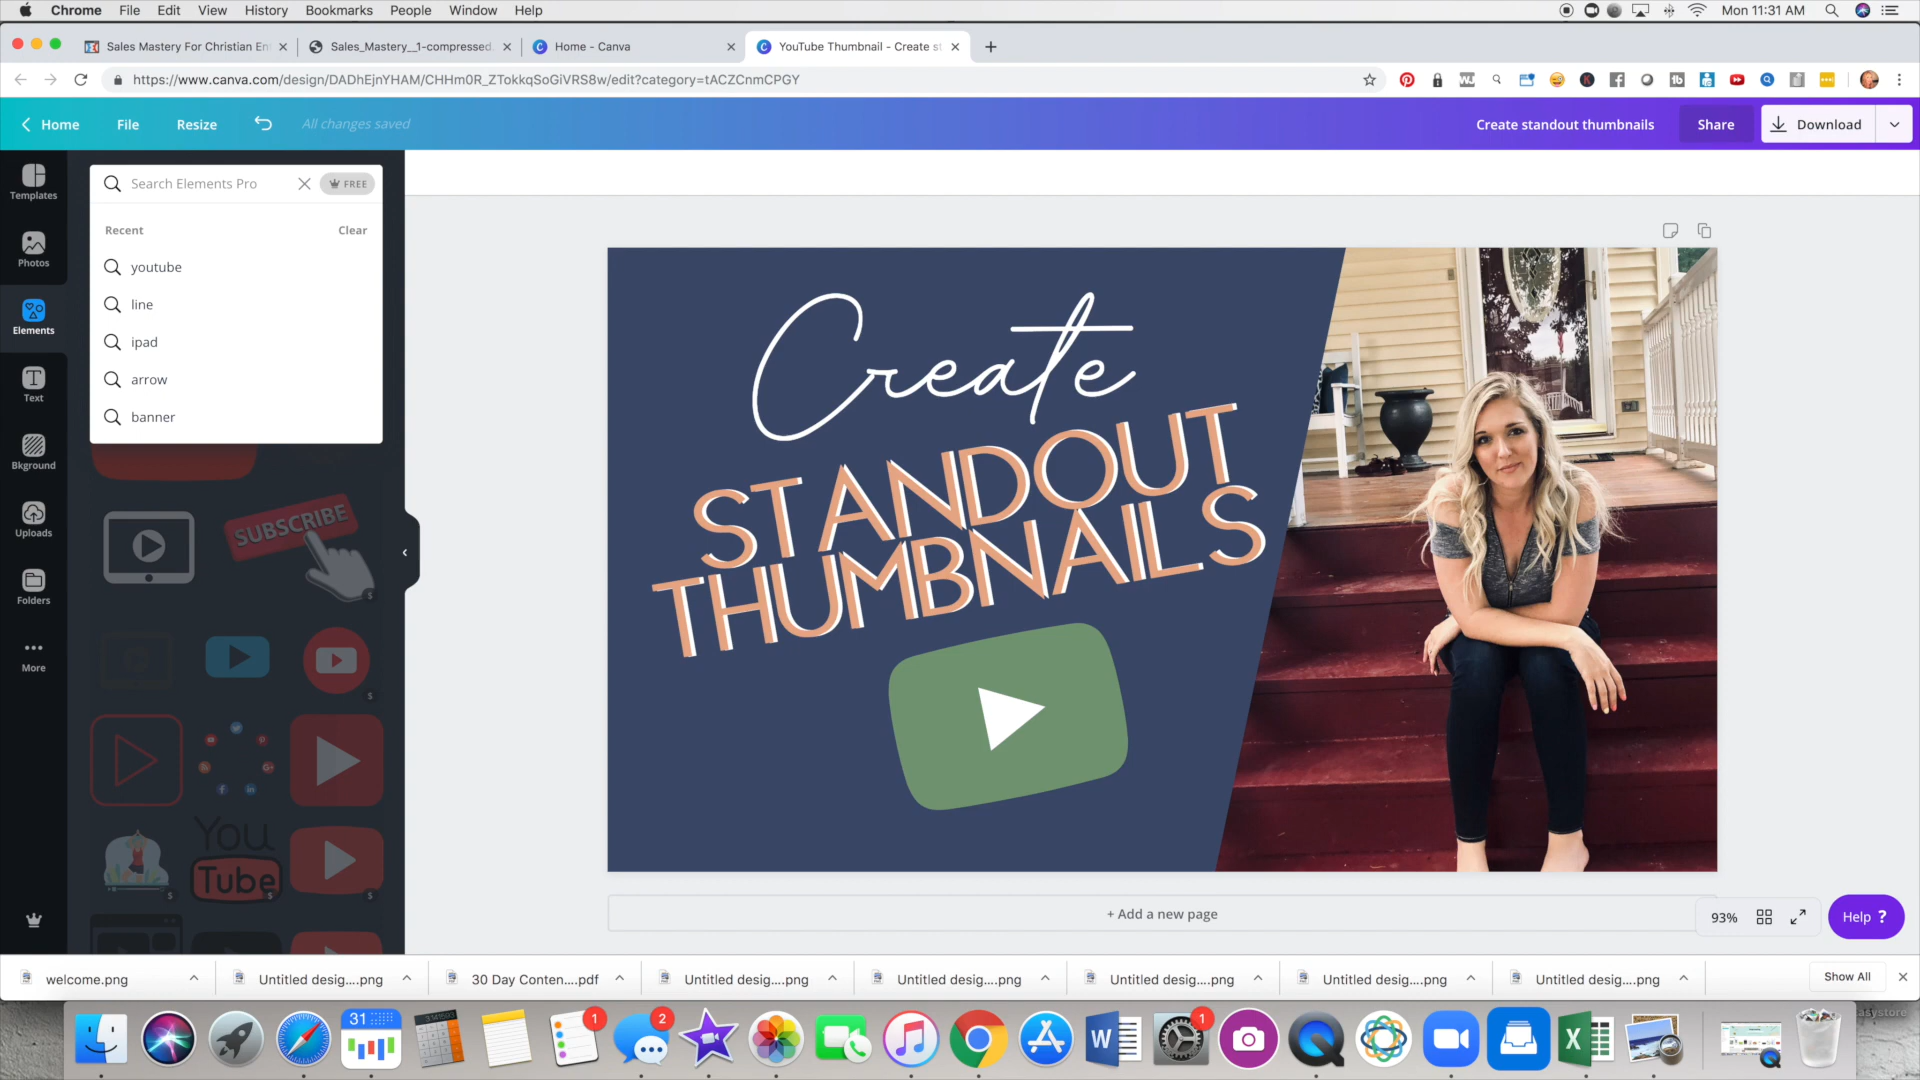 Chrome File Edit View History Bookmarks People Window Help Mon 11:31 AM
Sales Mastery For Christian En Sales_Mastery__1-compressed. Home - Canva YouTube Thumbnail - Create st
https://www.canva.com/design/DADhEjnYHAM/CHHm0R_ZTokkqSoGiVRS8w/edit?category=tACZCnmCPGY
Home File Resize All changes saved Create standout thumbnails Share Download
Templates
Photos
Elements
Text
Bkground
Uploads
Folders
More
Search Elements Pro FREE
Recent Clear
youtube
line
ipad
arrow
banner
SUBSCRIBE
You
Tube
Create
STANDOUT
THUMBNAILS
+ Add a new page
93% Help ?
welcome.png Untitled desig....png 30 Day Conten....pdf Untitled desig....png Untitled desig....png Untitled desig....png Untitled desig....png Untitled desig....png Show All
31 1 2 1